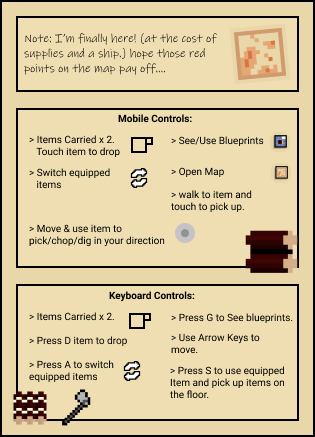 Note: I'm finally here! (at the cost of
supplies and a ship.) hope those red
points on the map pay off....
Mobile Controls:
> Items Carried x 2.
Touch item to drop
> Switch equipped
items
> Move & use item to
pick/chop/dig in your direction
> See/Use Blueprints
> Open Map
> walk to item and
touch to pick up.
Keyboard Controls:
> Items Carried x 2.
> Press D item to drop
> Press A to switch
equipped items
> Press G to See blueprints.
> Use Arrow Keys to
move.
> Press S to use equipped
Item and pick up items on
the floor.